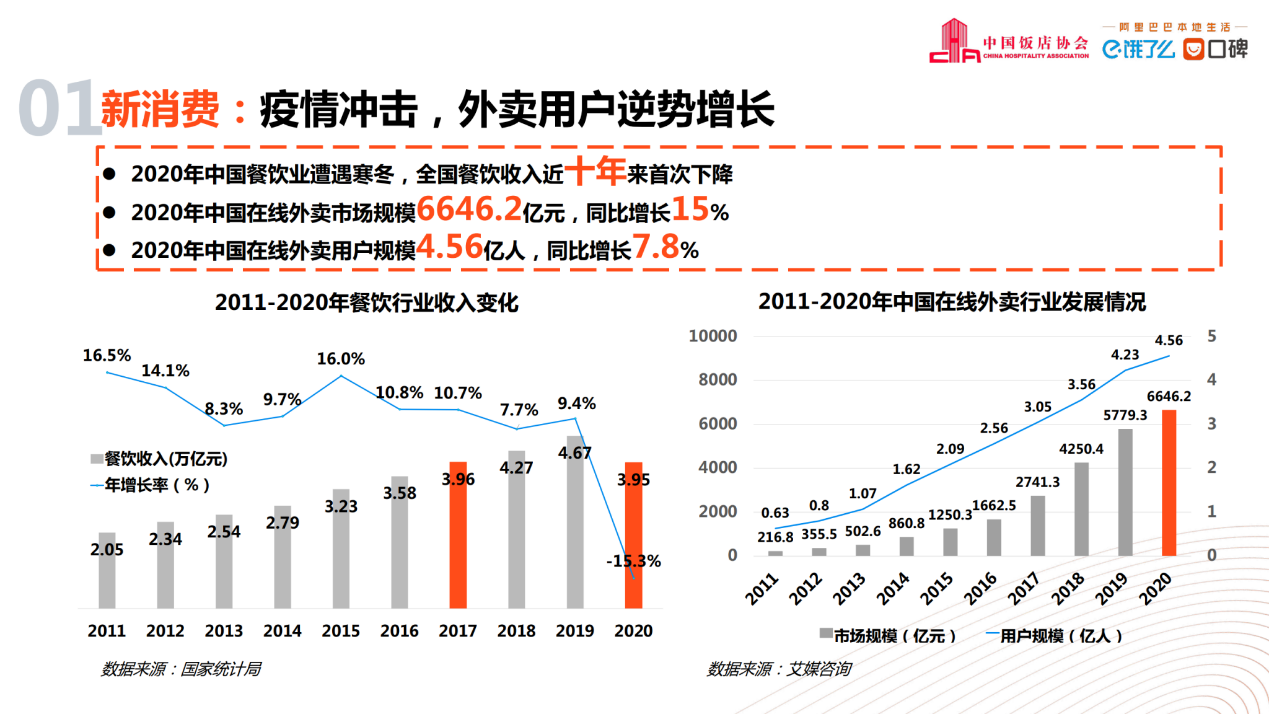 中国饭店协会
CHINA HOSPITALITY ASSOCIATION
CHA
阿里巴巴本地生活
饿了么 口碑
01 新消费：疫情冲击，外卖用户逆势增长
● 2020年中国餐饮业遭遇寒冬，全国餐饮收入近十年来首次下降
● 2020年中国在线外卖市场规模6646.2亿元，同比增长15%
● 2020年中国在线外卖用户规模4.56亿人，同比增长7.8%
2011-2020年餐饮行业收入变化
16.5% 14.1% 8.3% 9.7% 16.0% 10.8% 10.7% 7.7% 9.4% -15.3%
餐饮收入(万亿元)
年增长率（%）
2.05 2.34 2.54 2.79 3.23 3.58 3.96 4.27 4.67 3.95
2011 2012 2013 2014 2015 2016 2017 2018 2019 2020
数据来源：国家统计局
2011-2020年中国在线外卖行业发展情况
10000
8000
6000
4000
2000
0
5
4
3
2
1
0
0.63 0.8 1.07 1.62 2.09 2.56 3.05 3.56 4.23 4.56
216.8 355.5 502.6 860.8 1250.3 1662.5 2741.3 4250.4 5779.3 6646.2
2011 2012 2013 2014 2015 2016 2017 2018 2019 2020
市场规模（亿元） 用户规模（亿人）
数据来源：艾媒咨询